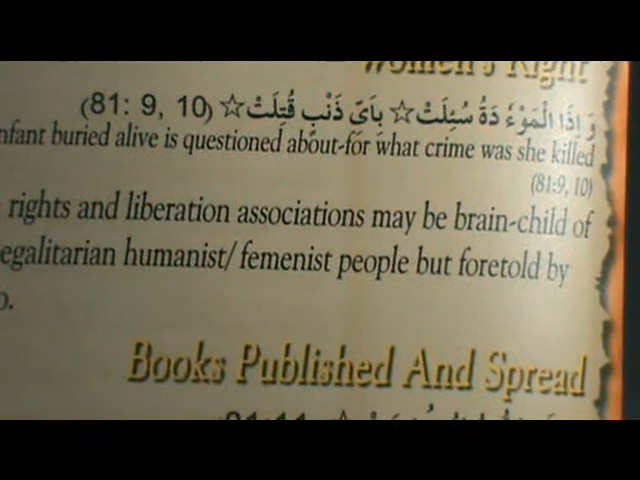 Women's Right
وَ اِذَا الْمَوْءٗ دَةُ سُئِلَتْ ☆ بِاَىِّ ذَنْبٍ قُتِلَتْ ☆ (81: 9, 10)
nfant buried alive is questioned about-for what crime was she killed
(81:9, 10)
rights and liberation associations may be brain-child of
egalitarian humanist/ femenist people but foretold by
o.
Books Published And Spread